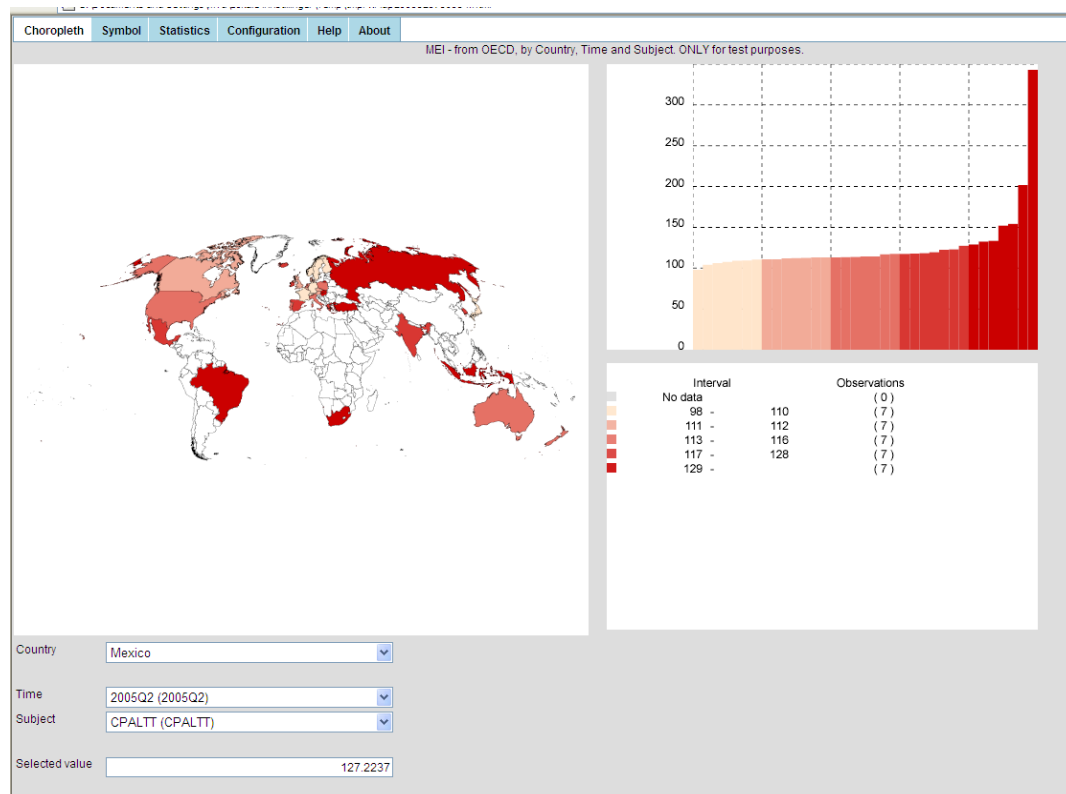 Choropleth Symbol Statistics Configuration Help About
MEI - from OECD, by Country, Time and Subject. ONLY for test purposes.
300
250
200
150
100
50
0
Interval Observations
No data ( 0 )
98 - 110 ( 7 )
111 - 112 ( 7 )
113 - 116 ( 7 )
117 - 128 ( 7 )
129 - ( 7 )
Country Mexico
Time 2005Q2 (2005Q2)
Subject CPALTT (CPALTT)
Selected value 127.2237